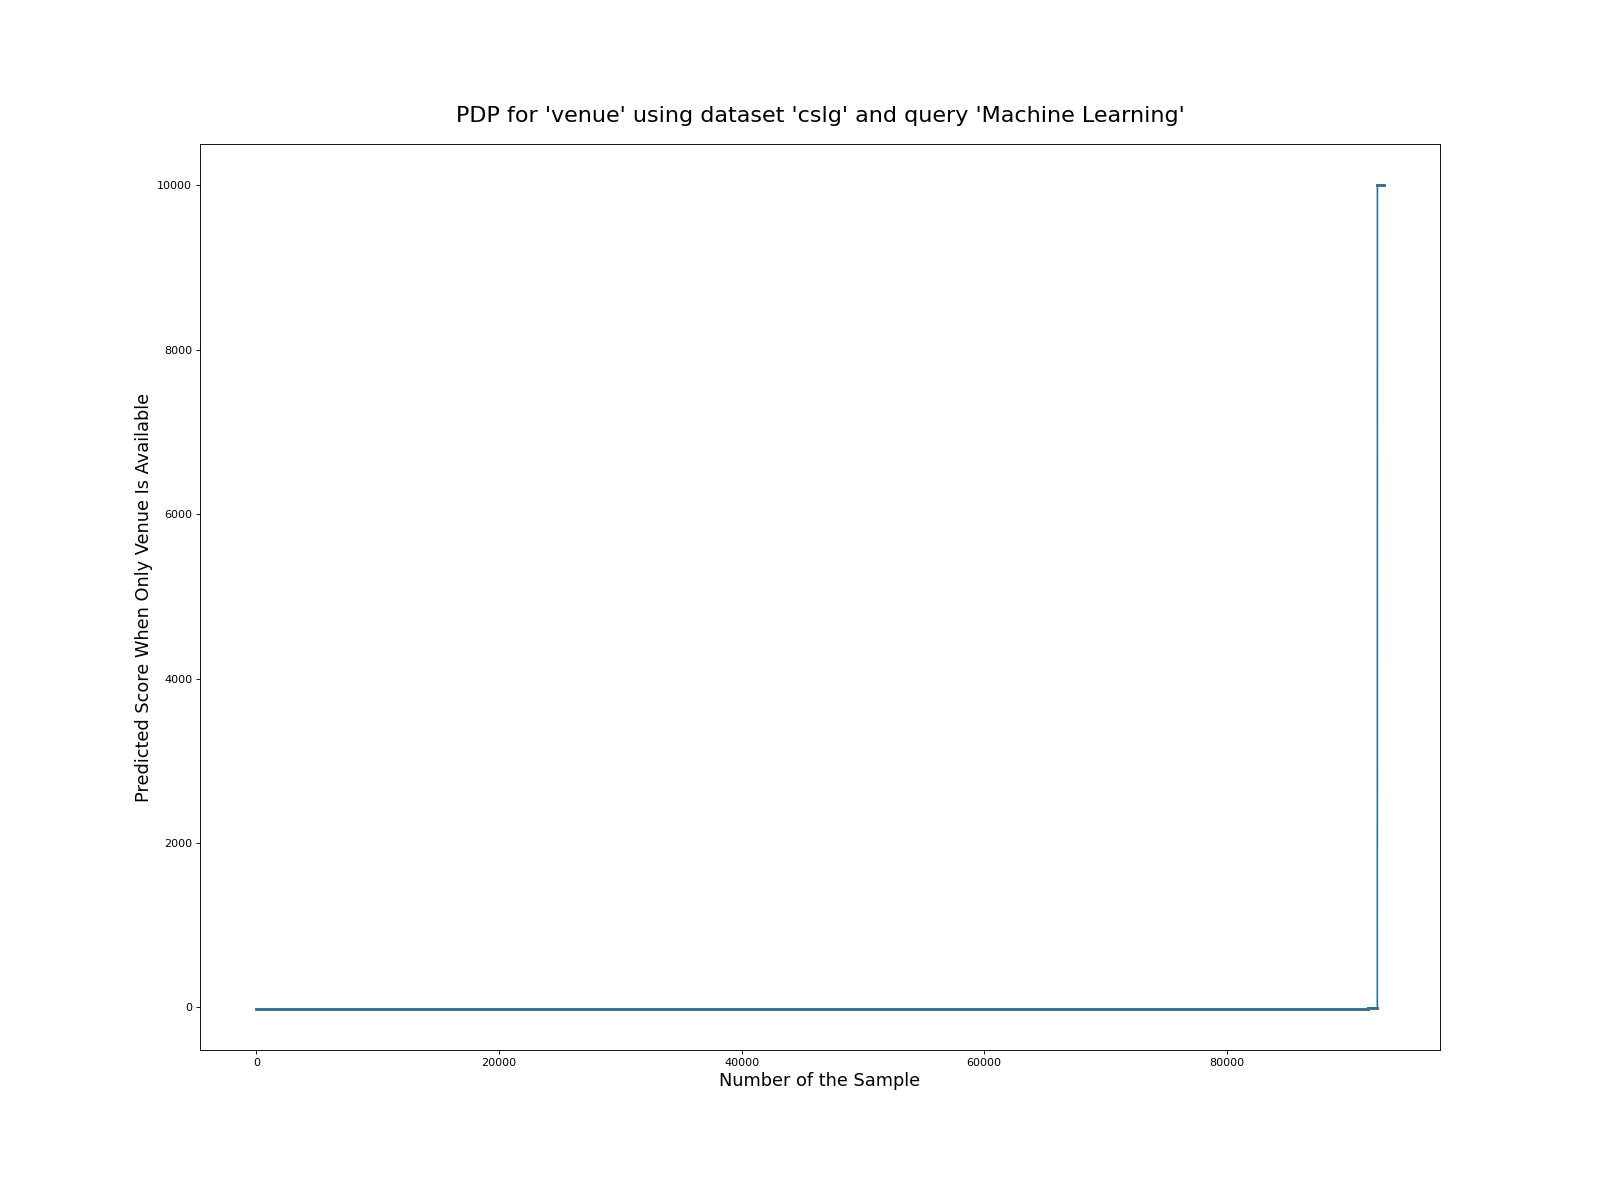 PDP for 'venue' using dataset 'cslg' and query 'Machine Learning'
Predicted Score When Only Venue Is Available
10000
8000
6000
4000
2000
0
0 20000 40000 60000 80000
Number of the Sample